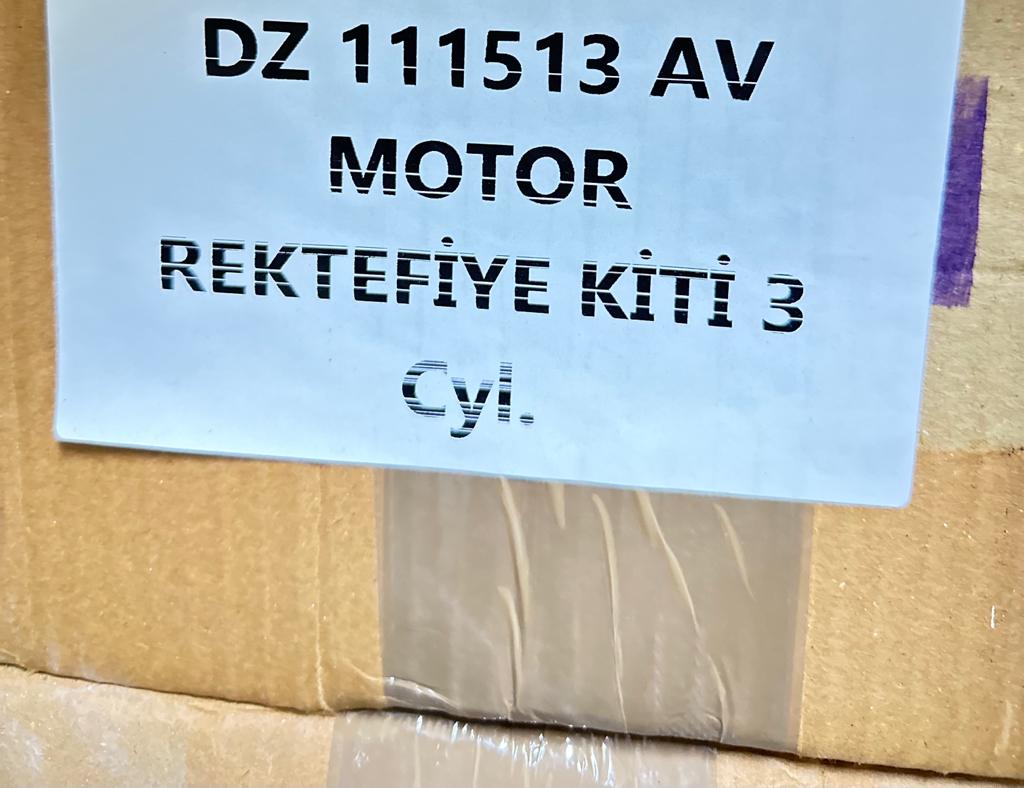 DZ 111513 AV
MOTOR
REKTEFİYE KİTİ 3
Cyl.